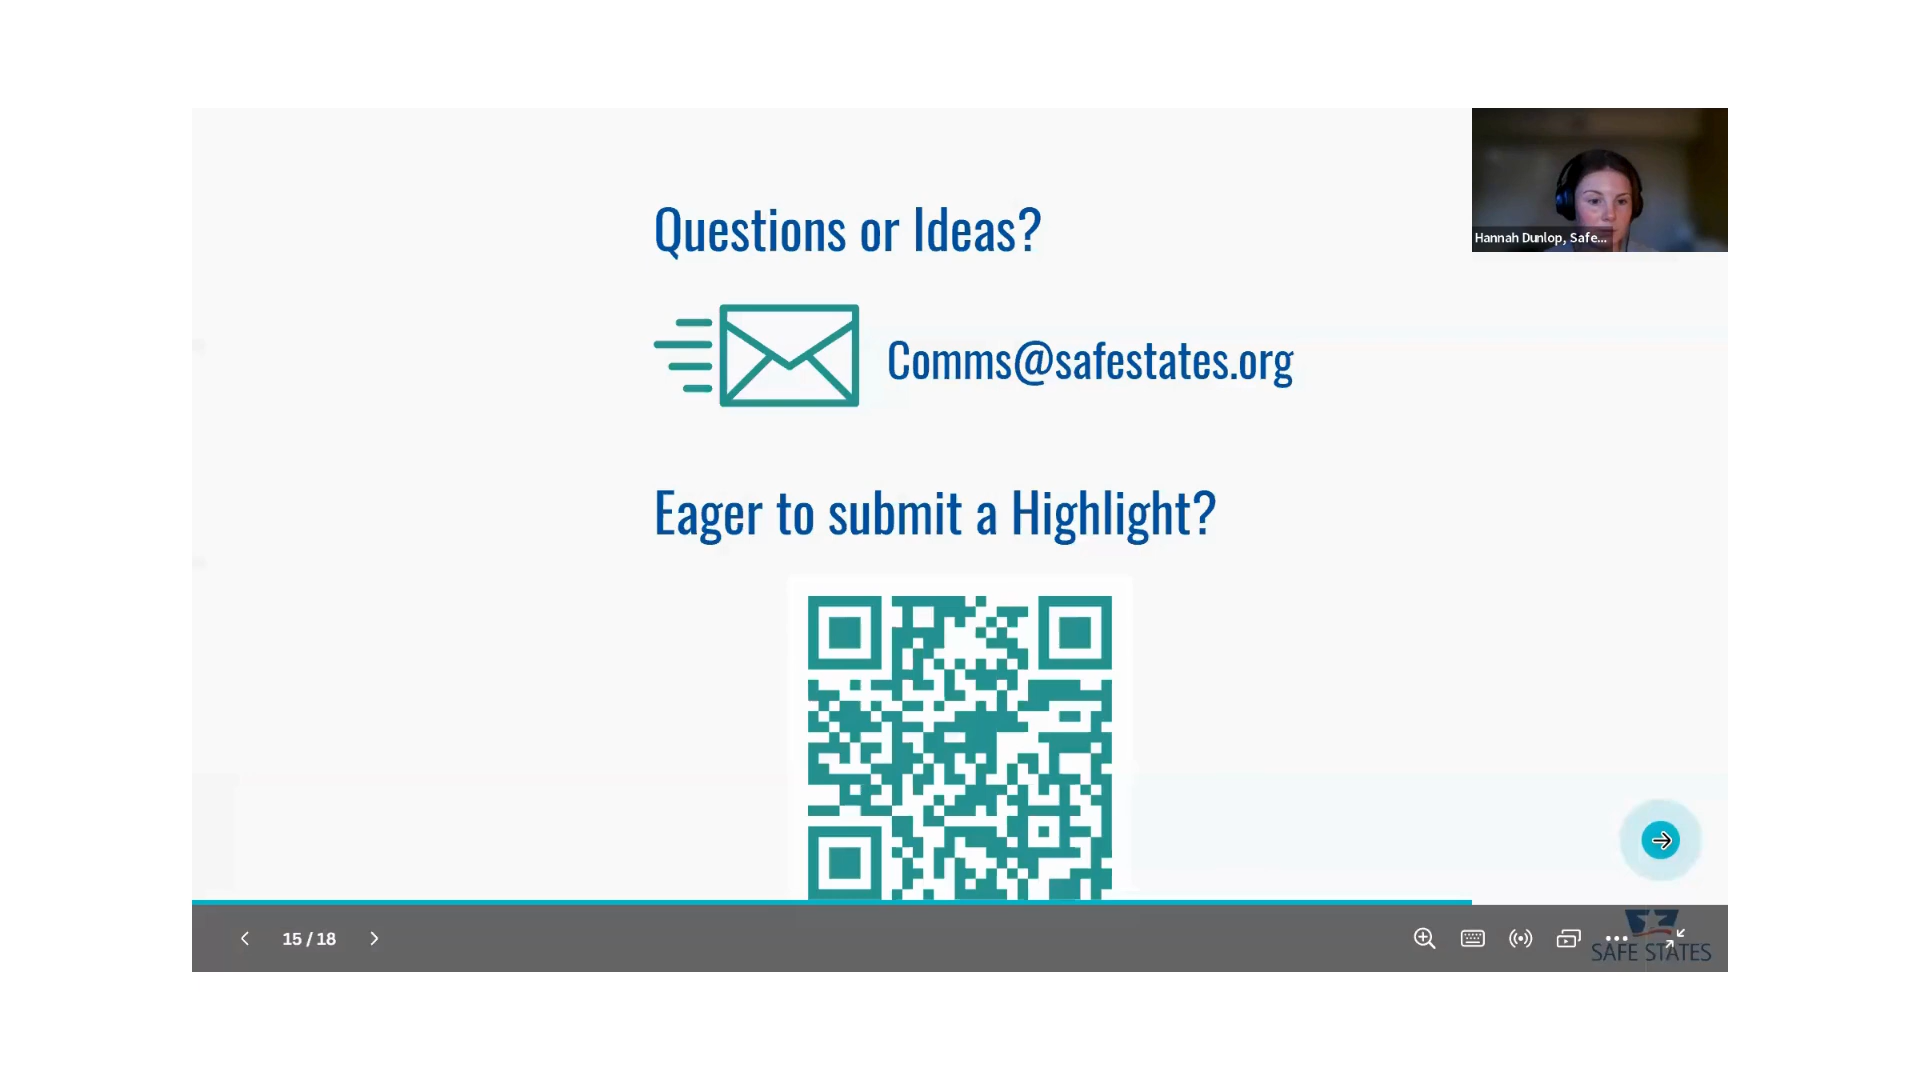 Questions or Ideas?
Hannah Dunlop, Safe...
Comms@safestates.org
Eager to submit a Highlight?
15 / 18
SAFE STATES